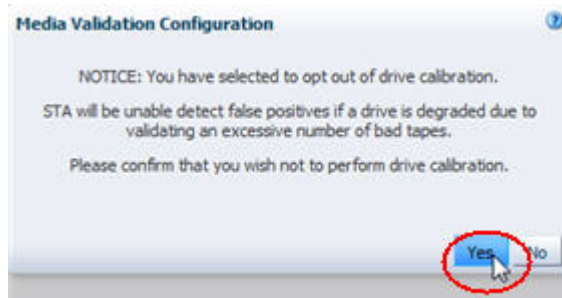 Media Validation Configuration
NOTICE: You have selected to opt out of drive calibration.
STA will be unable detect false positives if a drive is degraded due to
validating an excessive number of bad tapes.
Please confirm that you wish not to perform drive calibration.
Yes No